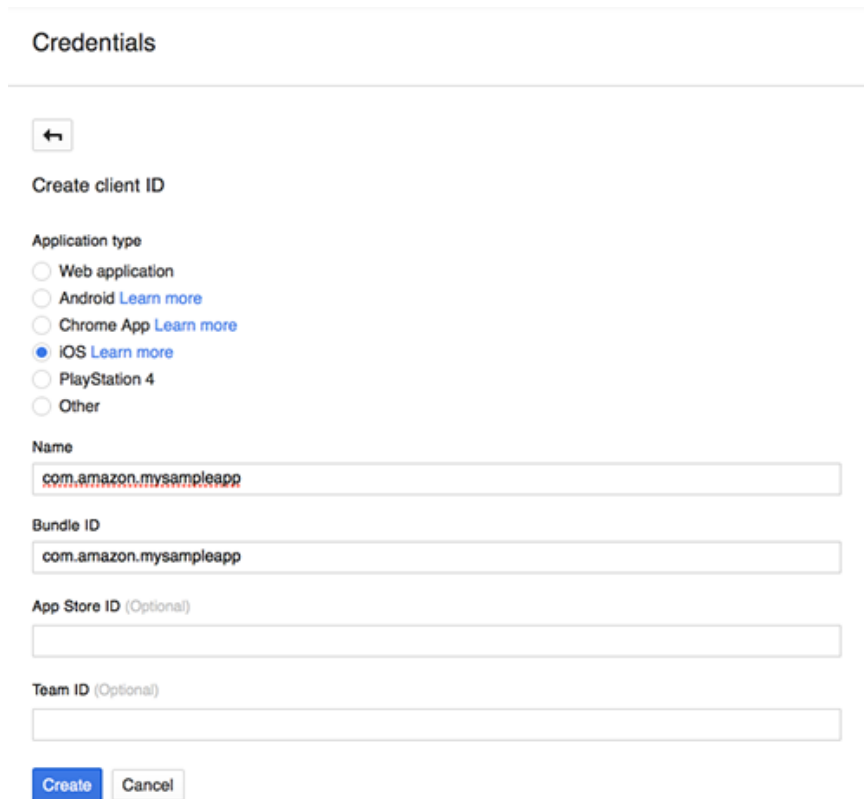 Credentials
Create client ID
Application type
Web application
Android Learn more
Chrome App Learn more
iOS Learn more
PlayStation 4
Other
Name
com.amazon.mysampleapp
Bundle ID
com.amazon.mysampleapp
App Store ID (Optional)
Team ID (Optional)
Create Cancel